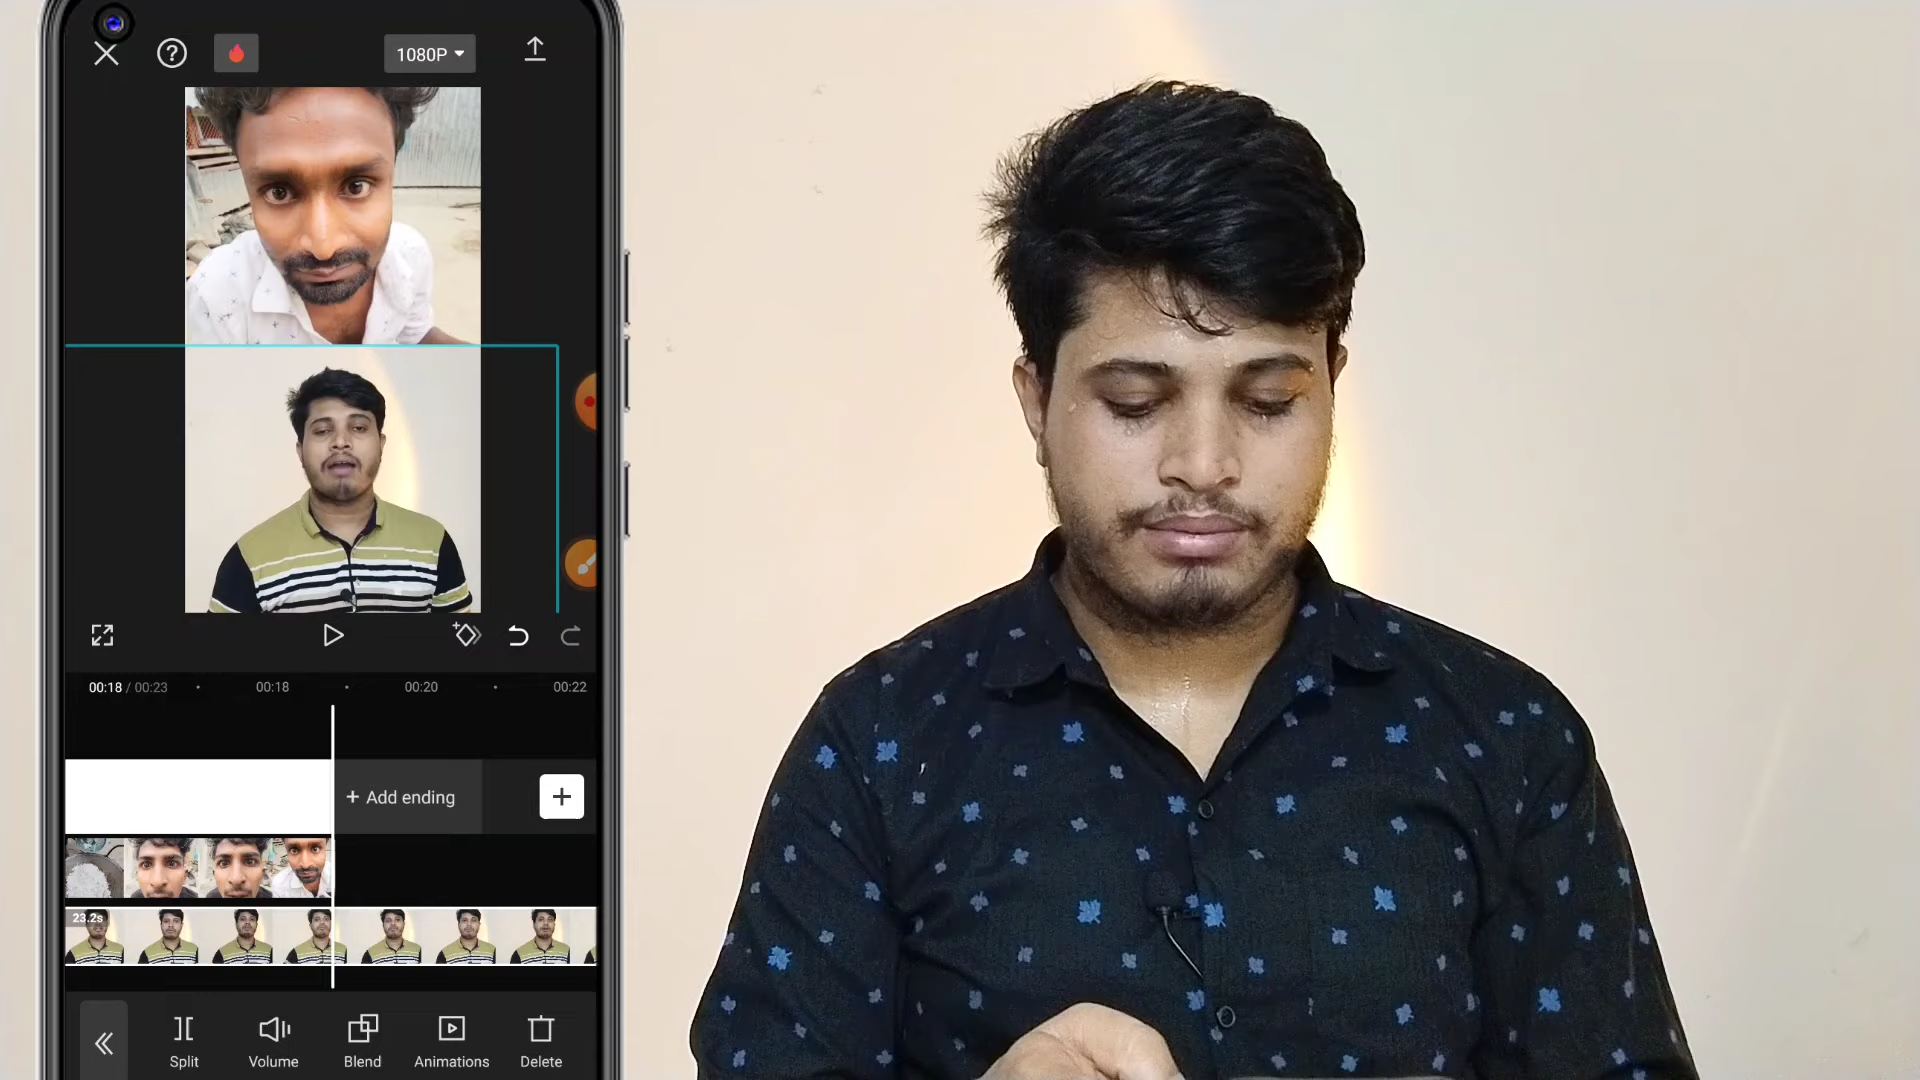 1080P
00:18 / 00:23
00:18
00:20
00:22
+ Add ending
23.2s
Split
Volume
Blend
Animations
Delete